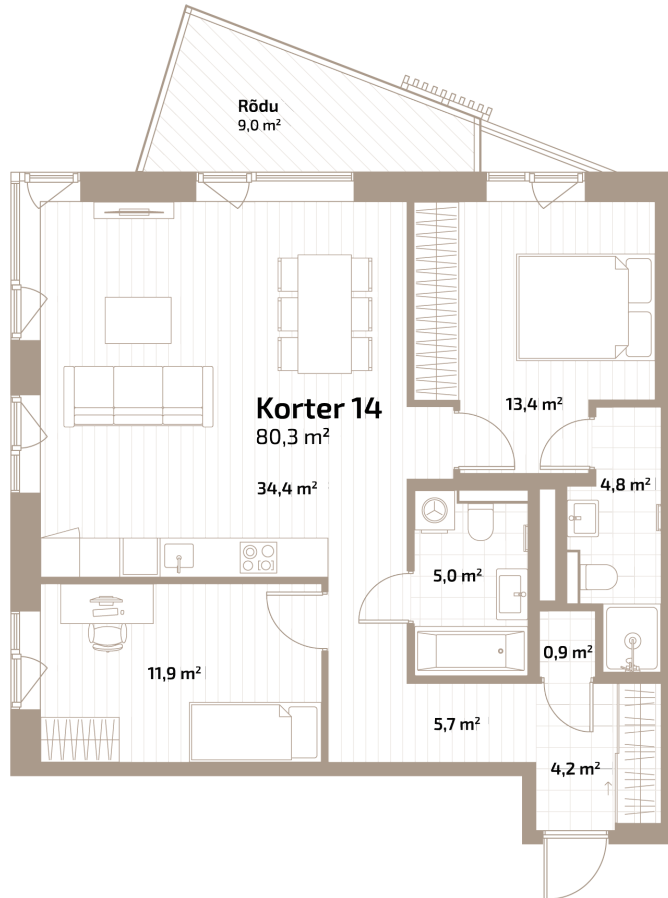 Rõdu
9,0 m²
Korter 14
80,3 m²
13,4 m²
34,4 m²
4,8 m²
5,0 m²
0,9 m²
11,9 m²
5,7 m²
4,2 m²